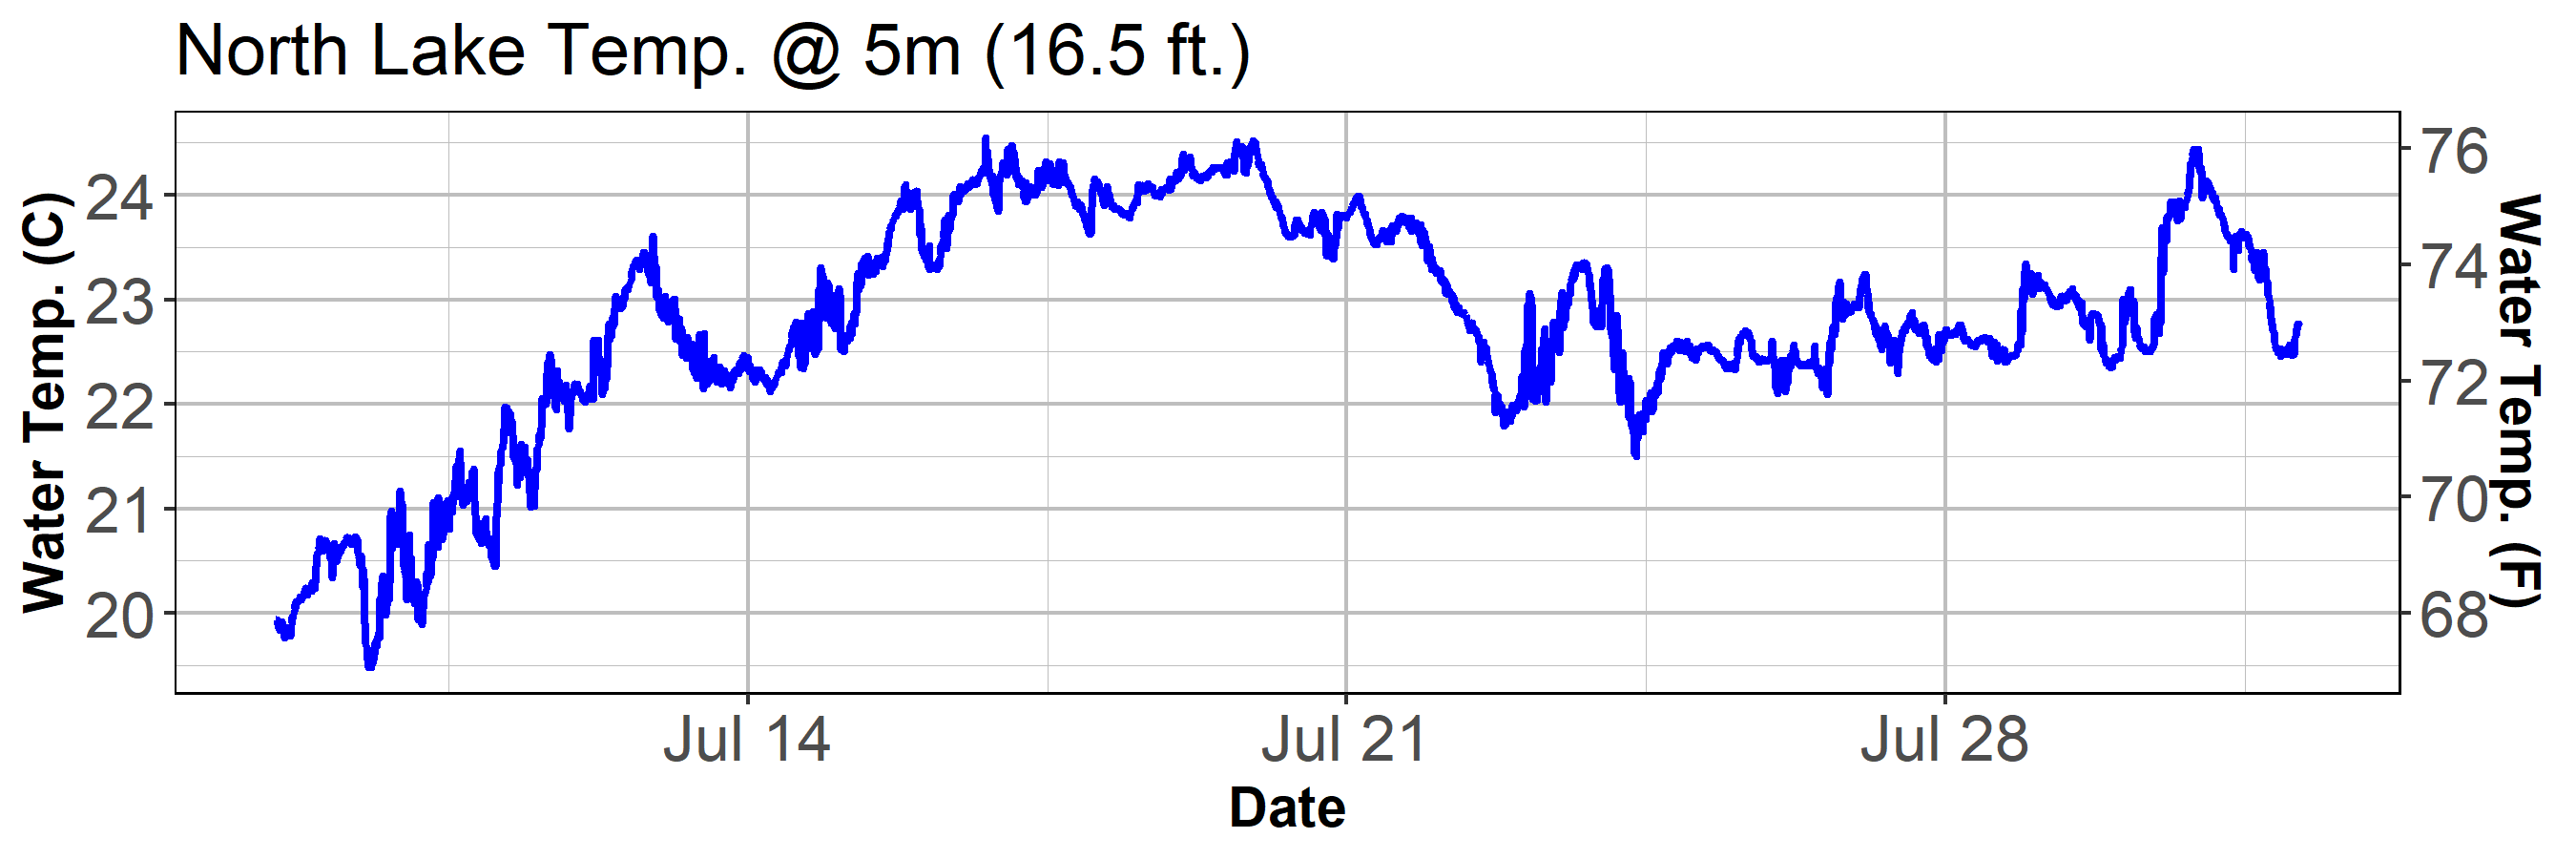 North Lake Temp. @ 5m (16.5 ft.)
Water Temp. (C)
24
23
22
21
20
76
74
72
70
68
Water Temp. (F)
Jul 14
Jul 21
Jul 28
Date